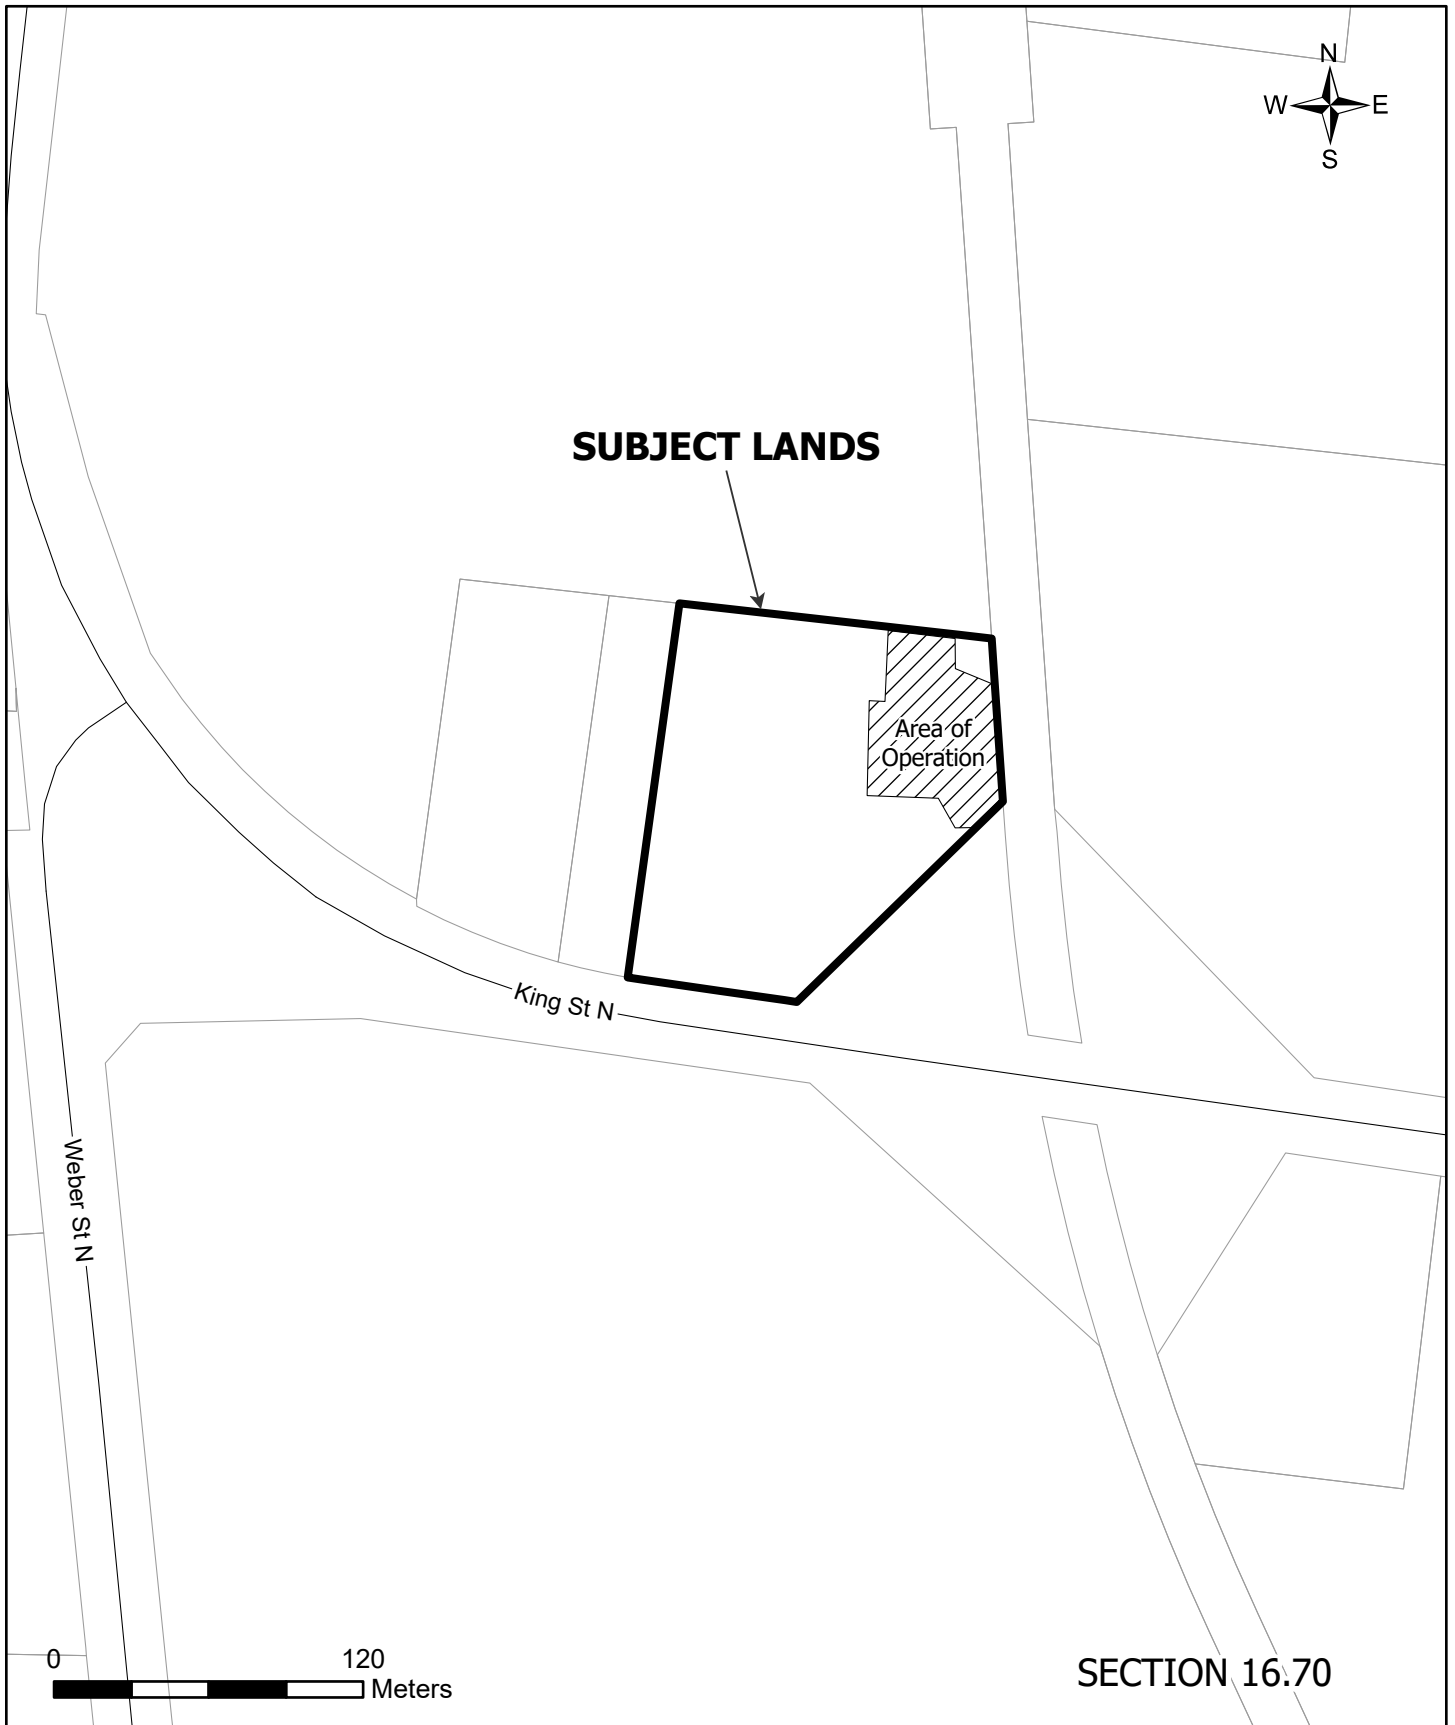 N
W E
S
SUBJECT LANDS
Area of
Operation
King St N
Weber St N
0 120
Meters
SECTION 16.70